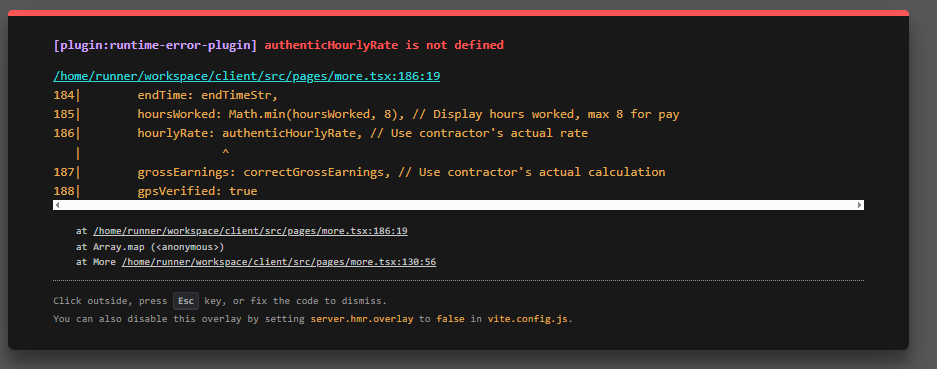 [plugin:runtime-error-plugin] authenticHourlyRate is not defined
/home/runner/workspace/client/src/pages/more.tsx:186:19
184|        endTime: endTimeStr,
185|        hoursWorked: Math.min(hoursWorked, 8), // Display hours worked, max 8 for pay
186|        hourlyRate: authenticHourlyRate, // Use contractor's actual rate
   |                    ^
187|        grossEarnings: correctGrossEarnings, // Use contractor's actual calculation
188|        gpsVerified: true
at /home/runner/workspace/client/src/pages/more.tsx:186:19
at Array.map (<anonymous>)
at More /home/runner/workspace/client/src/pages/more.tsx:130:56
Click outside, press Esc key, or fix the code to dismiss.
You can also disable this overlay by setting server.hmr.overlay to false in vite.config.js.